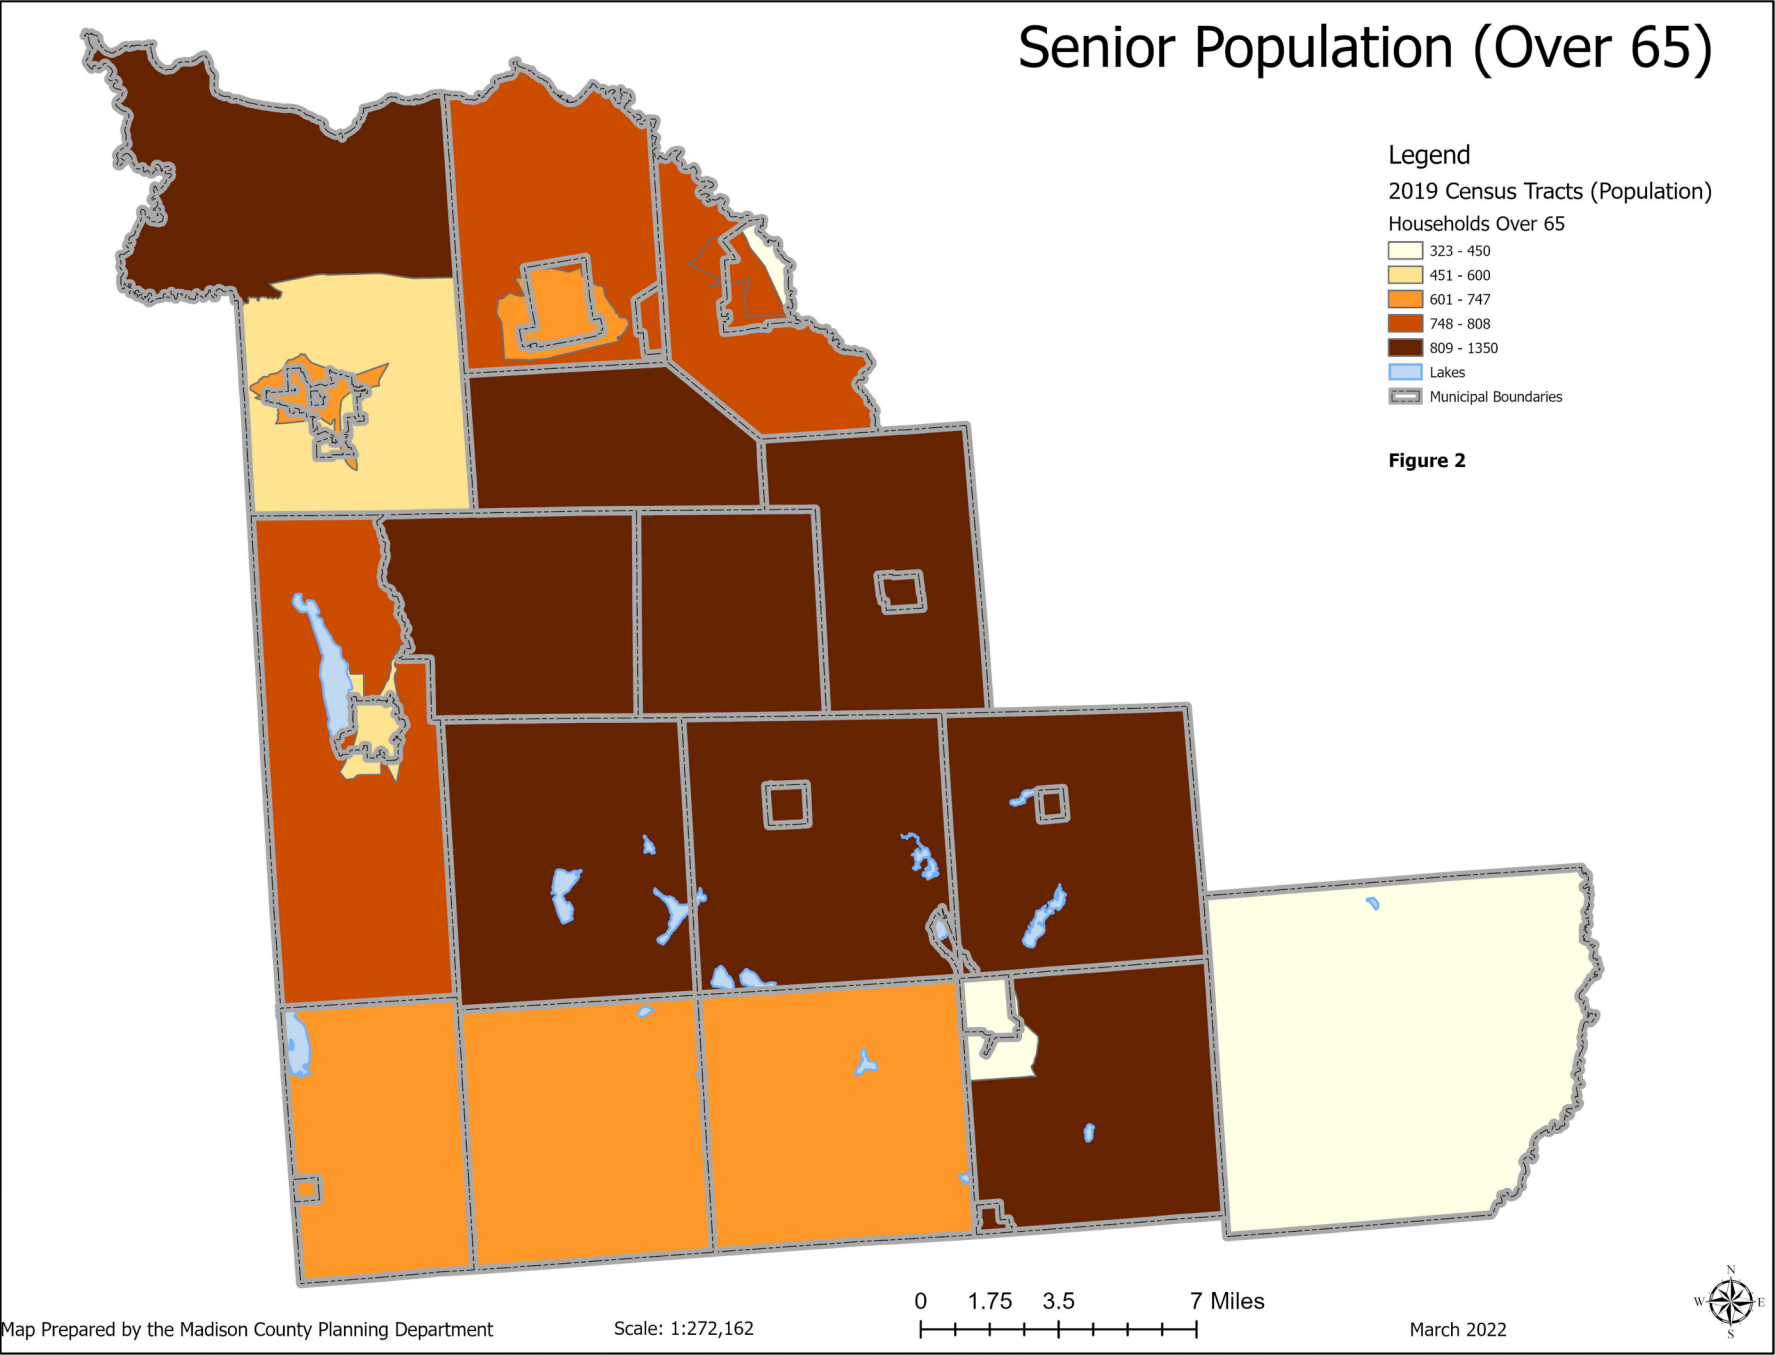 Senior Population (Over 65)
Legend
2019 Census Tracts (Population)
Households Over 65
323 - 450
451 - 600
601 - 747
748 - 808
809 - 1350
Lakes
Municipal Boundaries
Figure 2
N
W E
S
0 1.75 3.5 7 Miles
Map Prepared by the Madison County Planning Department
Scale: 1:272,162
March 2022